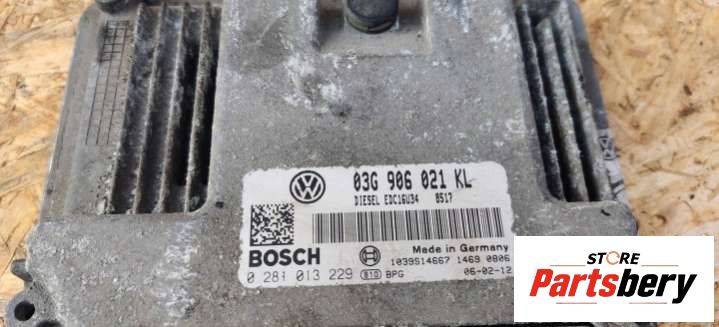 03G 906 021 KL
DIESEL EDC16U34 8517
BOSCH
Made in Germany
1039S14667 1469 0806
0 281 013 229 B10 BPG 06-02-12
STORE
Partsbery